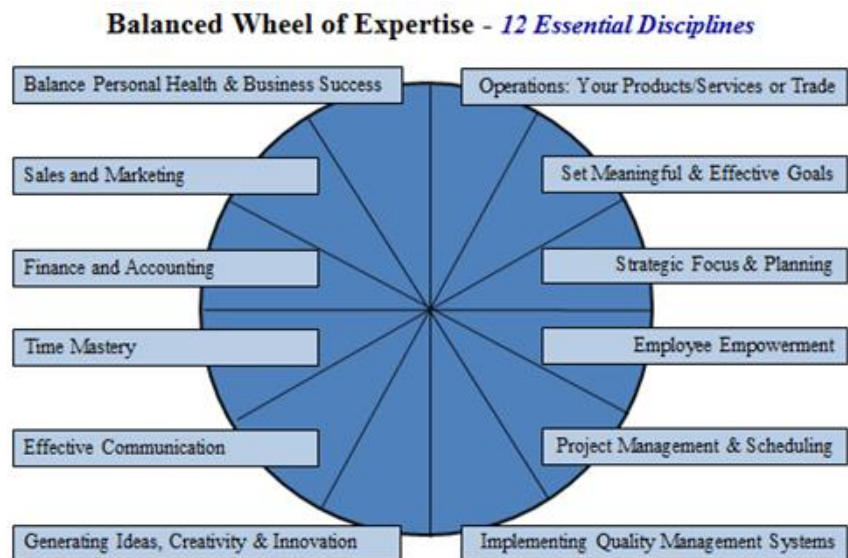 Balanced Wheel of Expertise - 12 Essential Disciplines
Balance Personal Health & Business Success
Operations: Your Products/Services or Trade
Sales and Marketing
Set Meaningful & Effective Goals
Finance and Accounting
Strategic Focus & Planning
Time Mastery
Employee Empowerment
Effective Communication
Project Management & Scheduling
Generating Ideas, Creativity & Innovation
Implementing Quality Management Systems